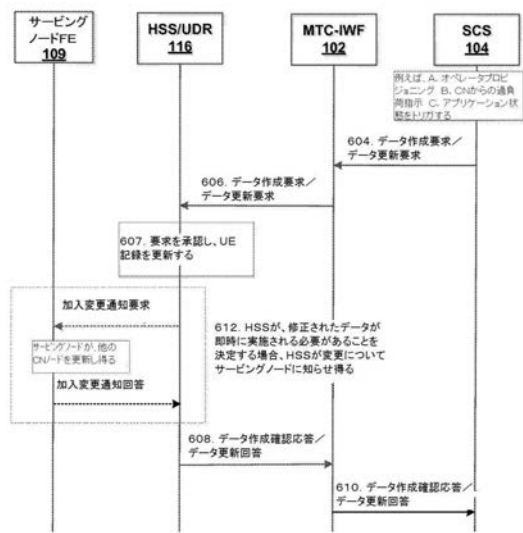 サービング
ノードFE
109
HSS/UDR
116
MTC-IWF
102
SCS
104
例えば、A. オペレータプロビ
ジョニング B. CNからの過負
荷指示 C. アプリケーション状
態をトリガする
604. データ作成要求／
データ更新要求
606. データ作成要求／
データ更新要求
607. 要求を承認し、UE
記録を更新する
加入変更通知要求
サービングノードが、他の
CNノードを更新し得る
加入変更通知回答
612. HSSが、修正されたデータが
即時に実施される必要があることを
決定する場合、HSSが変更について
サービングノードに知らせ得る
608. データ作成確認応答／
データ更新回答
610. データ作成確認応答／
データ更新回答